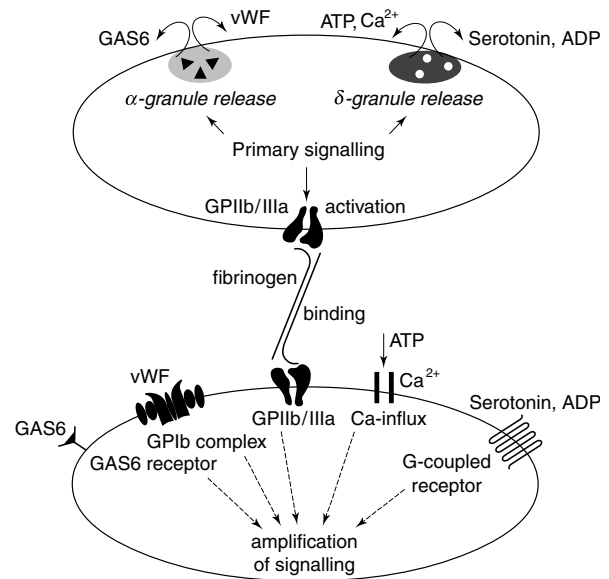 GAS6
vWF
ATP, Ca²⁺
Serotonin, ADP
α-granule release
δ-granule release
Primary signalling
GPIIb/IIIa activation
fibrinogen
binding
ATP
vWF
Ca²⁺
Serotonin, ADP
GAS6
GPIb complex
GPIIb/IIIa
Ca-influx
GAS6 receptor
G-coupled
receptor
amplification
of signalling